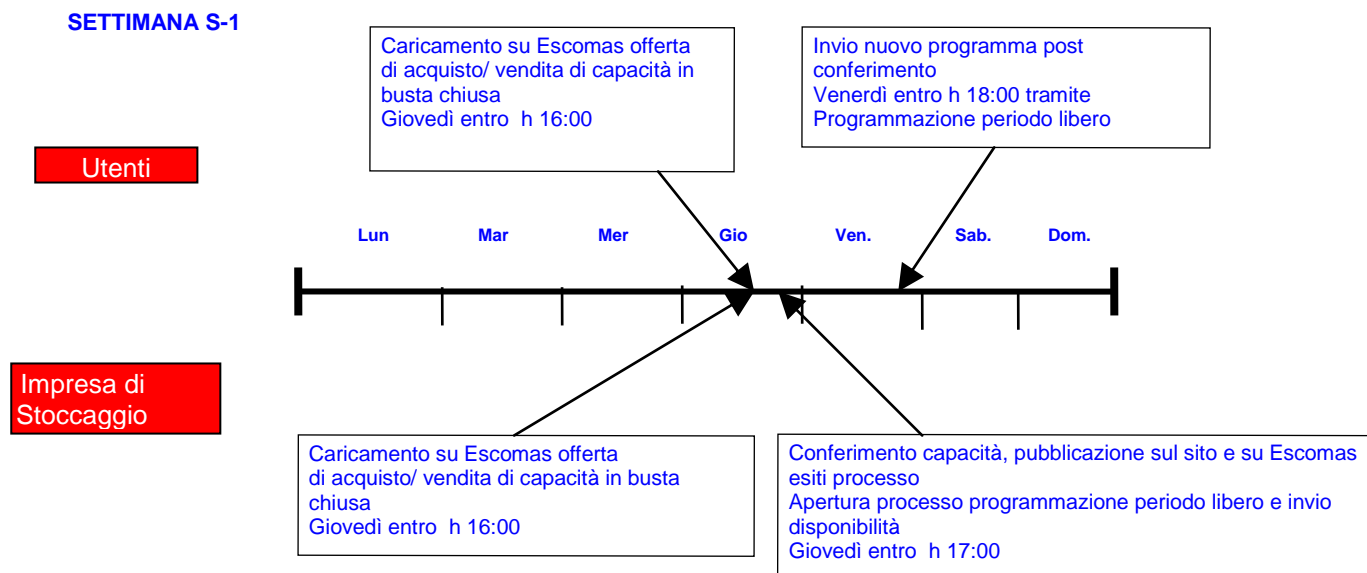 SETTIMANA S-1
Caricamento su Escomas offerta
di acquisto/ vendita di capacità in
busta chiusa
Giovedì entro  h 16:00
Invio nuovo programma post
conferimento
Venerdì entro h 18:00 tramite
Programmazione periodo libero
Utenti
Lun
Mar
Mer
Gio
Ven.
Sab.
Dom.
Impresa di
Stoccaggio
Caricamento su Escomas offerta
di acquisto/ vendita di capacità in busta
chiusa
Giovedì entro  h 16:00
Conferimento capacità, pubblicazione sul sito e su Escomas
esiti processo
Apertura processo programmazione periodo libero e invio
disponibilità
Giovedì entro  h 17:00